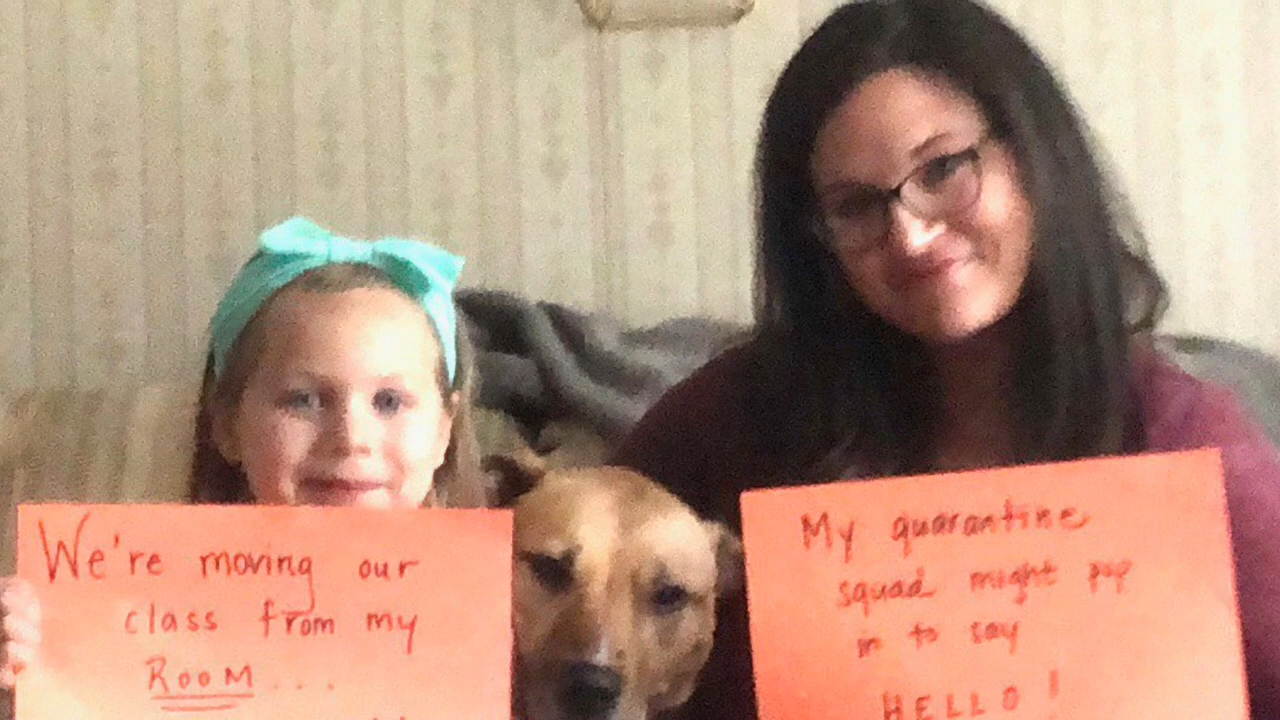 We're moving our
class from my
ROOM...
My quarantine
squad might pop
in to say
HELLO!